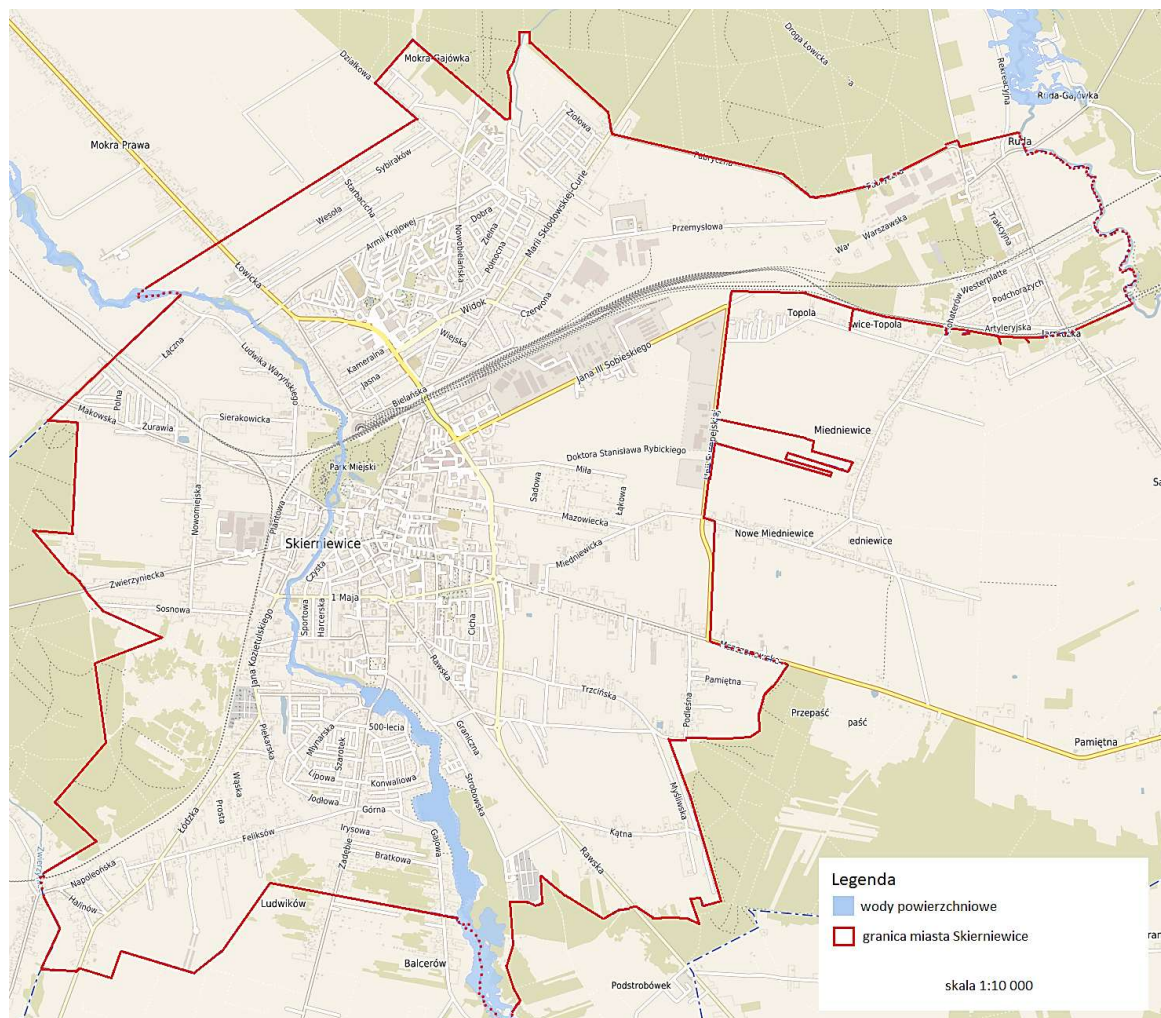 Mokra Gajówka
Działkowa
Droga Łowicka
Rekreacyjna
Ruda-Gajówka
Ziołowa
Mokra Prawa
Sybiraków
Ruda
Starbacicha
Wesoła
Dobra
Zielna
Północna
Marii Skłodowskiej-Curie
Armii Krajowej
Nowobielańska
Przemysłowa
Trakcyjna
Warszawska
Łowicka
Westerplatte
Widok
Czerwona
Podchorążych
Topola
wice-Topola
Artyleryjska
Wiejska
Kameralna
Jasna
Jana III Sobieskiego
Łączna
Ludwika Waryńskiego
Bielańska
Polna
Makowska
Żurawia
Sierakowicka
Miedniewice
Doktora Stanisława Rybickiego
Park Miejski
Miła
Sadowa
Łąkowa
Nowomiejska
Plantowa
Mazowiecka
Nowe Miedniewice
edniewice
Skierniewice
Miedniewicka
Czysta
Zwierzyniecka
1 Maja
Sosnowa
Sportowa
Harcerska
Cicha
Jana Kozietulskiego
Rawska
Pamiętna
Trzcińska
Podleśna
Przepaść
paść
Pamiętna
Piekarska
500-lecia
Graniczna
Młynarska
Szarotek
Lipowa
Konwaliowa
Strobowska
Myśliwska
Wąska
Jodłowa
Górna
Prosta
Łódzka
Feliksów
Irysowa
Gajowa
Kątna
Zadębie
Bratkowa
Rawska
Napoleońska
Halinów
Ludwików
Balcerów
Podstrobówek
Legenda
wody powierzchniowe
granica miasta Skierniewice
skala 1:10 000